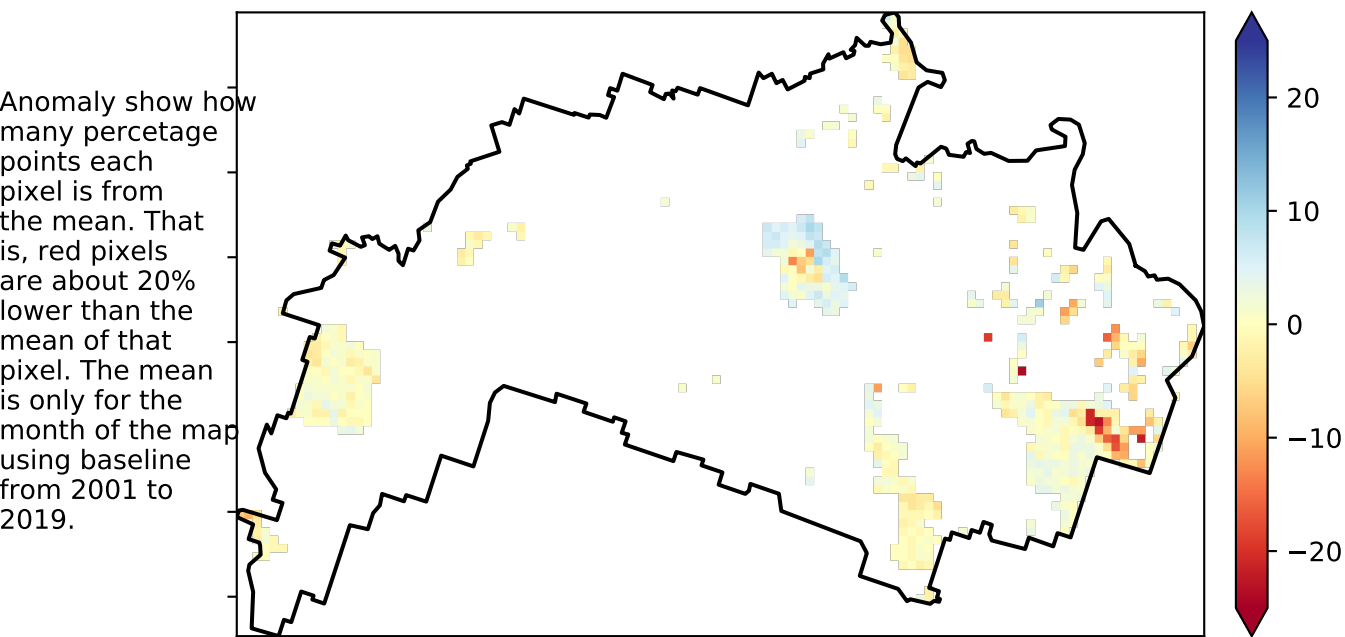 Anomaly show how
many percetage
points each
pixel is from
the mean. That
is, red pixels
are about 20%
lower than the
mean of that
pixel. The mean
is only for the
month of the map
using baseline
from 2001 to
2019.
20
10
0
−10
−20